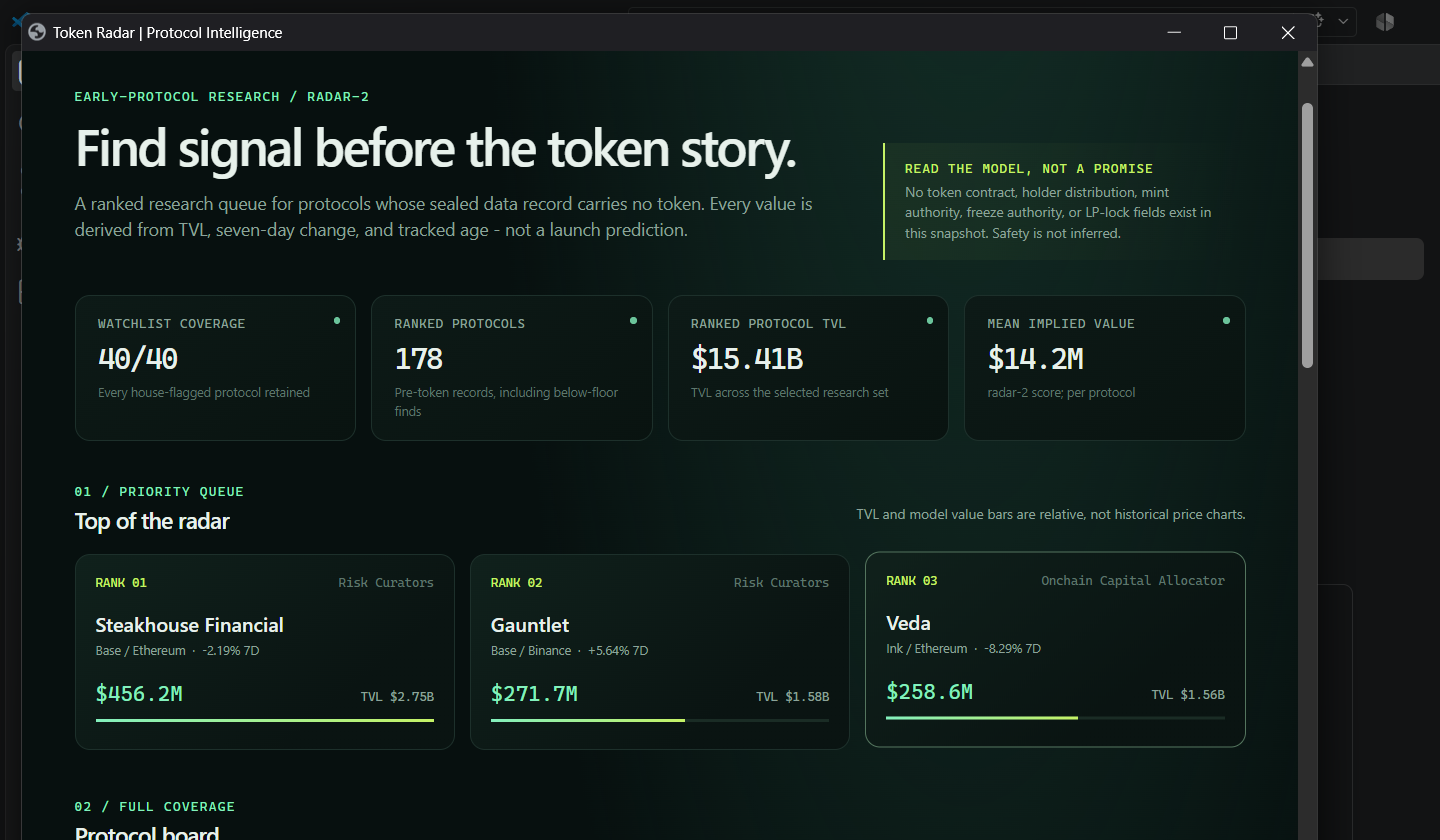 Token Radar | Protocol Intelligence
EARLY-PROTOCOL RESEARCH / RADAR-2
Find signal before the token story.
A ranked research queue for protocols whose sealed data record carries no token. Every value is
derived from TVL, seven-day change, and tracked age - not a launch prediction.
READ THE MODEL, NOT A PROMISE
No token contract, holder distribution, mint
authority, freeze authority, or LP-lock fields exist in
this snapshot. Safety is not inferred.
WATCHLIST COVERAGE
40/40
Every house-flagged protocol retained
RANKED PROTOCOLS
178
Pre-token records, including below-floor
finds
RANKED PROTOCOL TVL
$15.41B
TVL across the selected research set
MEAN IMPLIED VALUE
$14.2M
radar-2 score; per protocol
01 / PRIORITY QUEUE
Top of the radar
TVL and model value bars are relative, not historical price charts.
RANK 01
Risk Curators
Steakhouse Financial
Base / Ethereum · -2.19% 7D
$456.2M
TVL $2.75B
RANK 02
Risk Curators
Gauntlet
Base / Binance · +5.64% 7D
$271.7M
TVL $1.58B
RANK 03
Onchain Capital Allocator
Veda
Ink / Ethereum · -8.29% 7D
$258.6M
TVL $1.56B
02 / FULL COVERAGE
Protocol board